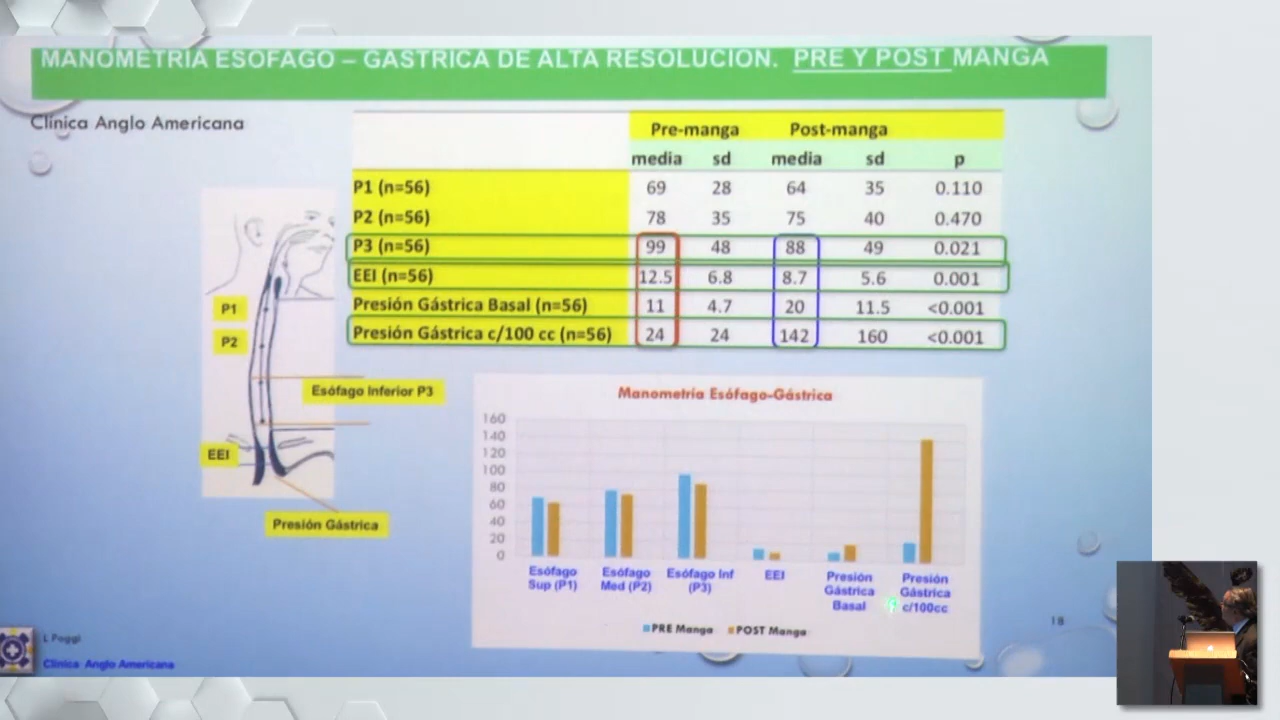 MANOMETRIA ESOFAGO – GASTRICA DE ALTA RESOLUCION. PRE Y POST MANGA
Clínica Anglo Americana
Pre-manga Post-manga
media sd media sd p
P1 (n=56) 69 28 64 35 0.110
P2 (n=56) 78 35 75 40 0.470
P3 (n=56) 99 48 88 49 0.021
EEI (n=56) 12.5 6.8 8.7 5.6 0.001
Presión Gástrica Basal (n=56) 11 4.7 20 11.5 <0.001
Presión Gástrica c/100 cc (n=56) 24 24 142 160 <0.001
P1
P2
Esófago Inferior P3
EEI
Presión Gástrica
Manometría Esófago-Gástrica
160
140
120
100
80
60
40
20
0
Esófago Sup (P1)
Esófago Med (P2)
Esófago Inf (P3)
EEI
Presión Gástrica Basal
Presión Gástrica c/100cc
PRE Manga POST Manga
18
L Poggi
Clínica Anglo Americana